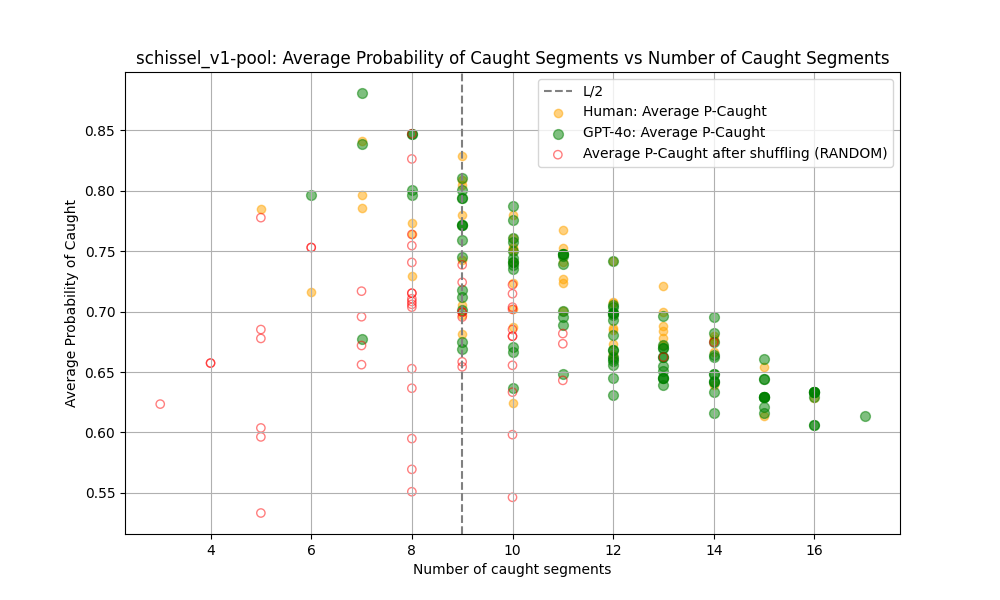 schissel_v1-pool: Average Probability of Caught Segments vs Number of Caught Segments
L/2
Human: Average P-Caught
GPT-4o: Average P-Caught
Average P-Caught after shuffling (RANDOM)
Average Probability of Caught
0.85
0.80
0.75
0.70
0.65
0.60
0.55
4 6 8 10 12 14 16
Number of caught segments